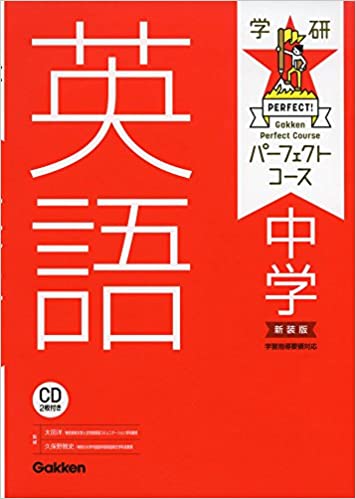 学研
PERFECT!
Gakken
Perfect Course
パーフェクト
コース
中学
新装版
学習指導要領対応
英語
CD
2枚付き
監修
太田洋
久保野雅史
Gakken